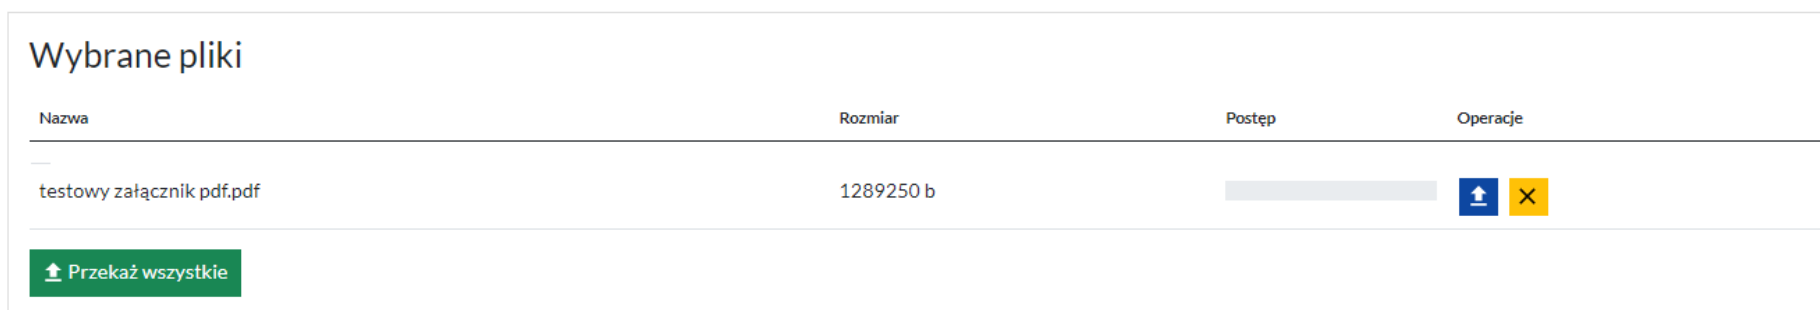 Wybrane pliki
Nazwa Rozmiar Postęp Operacje
testowy załącznik pdf.pdf 1289250 b
Przekaż wszystkie